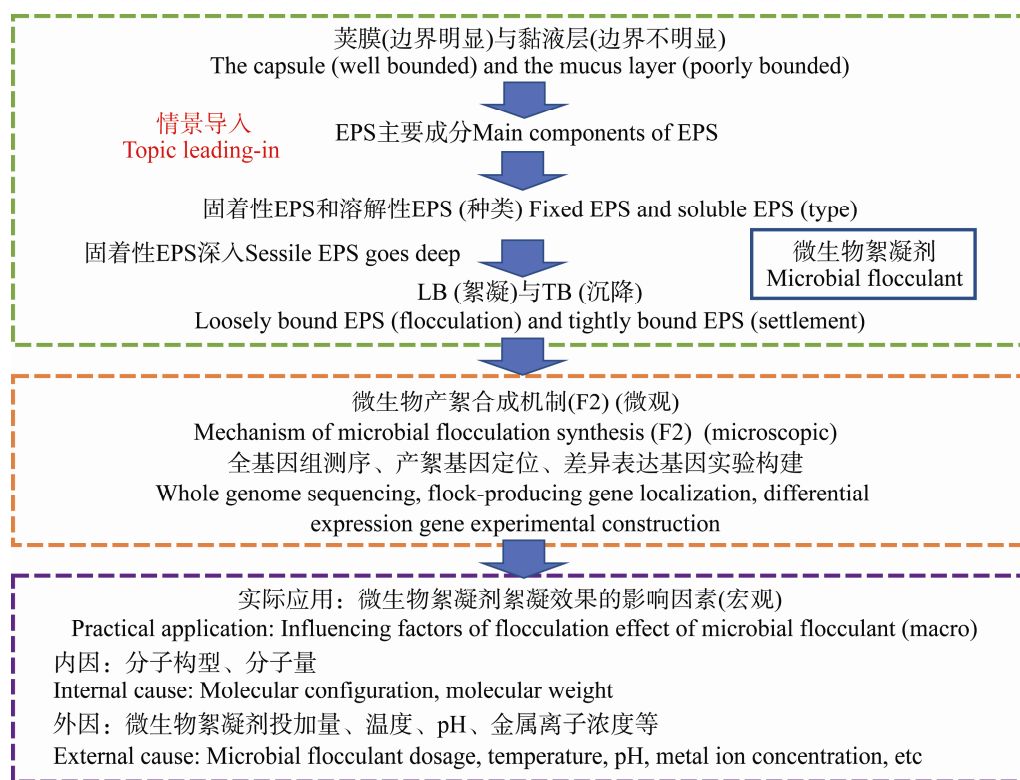 荚膜(边界明显)与黏液层(边界不明显)
The capsule (well bounded) and the mucus layer (poorly bounded)
情景导入
Topic leading-in
EPS主要成分Main components of EPS
固着性EPS和溶解性EPS (种类) Fixed EPS and soluble EPS (type)
固着性EPS深入Sessile EPS goes deep
微生物絮凝剂
Microbial flocculant
LB (絮凝)与TB (沉降)
Loosely bound EPS (flocculation) and tightly bound EPS (settlement)
微生物产絮合成机制(F2) (微观)
Mechanism of microbial flocculation synthesis (F2) (microscopic)
全基因组测序、产絮基因定位、差异表达基因实验构建
Whole genome sequencing, flock-producing gene localization, differential
expression gene experimental construction
实际应用：微生物絮凝剂絮凝效果的影响因素(宏观)
Practical application: Influencing factors of flocculation effect of microbial flocculant (macro)
内因：分子构型、分子量
Internal cause: Molecular configuration, molecular weight
外因：微生物絮凝剂投加量、温度、pH、金属离子浓度等
External cause: Microbial flocculant dosage, temperature, pH, metal ion concentration, etc